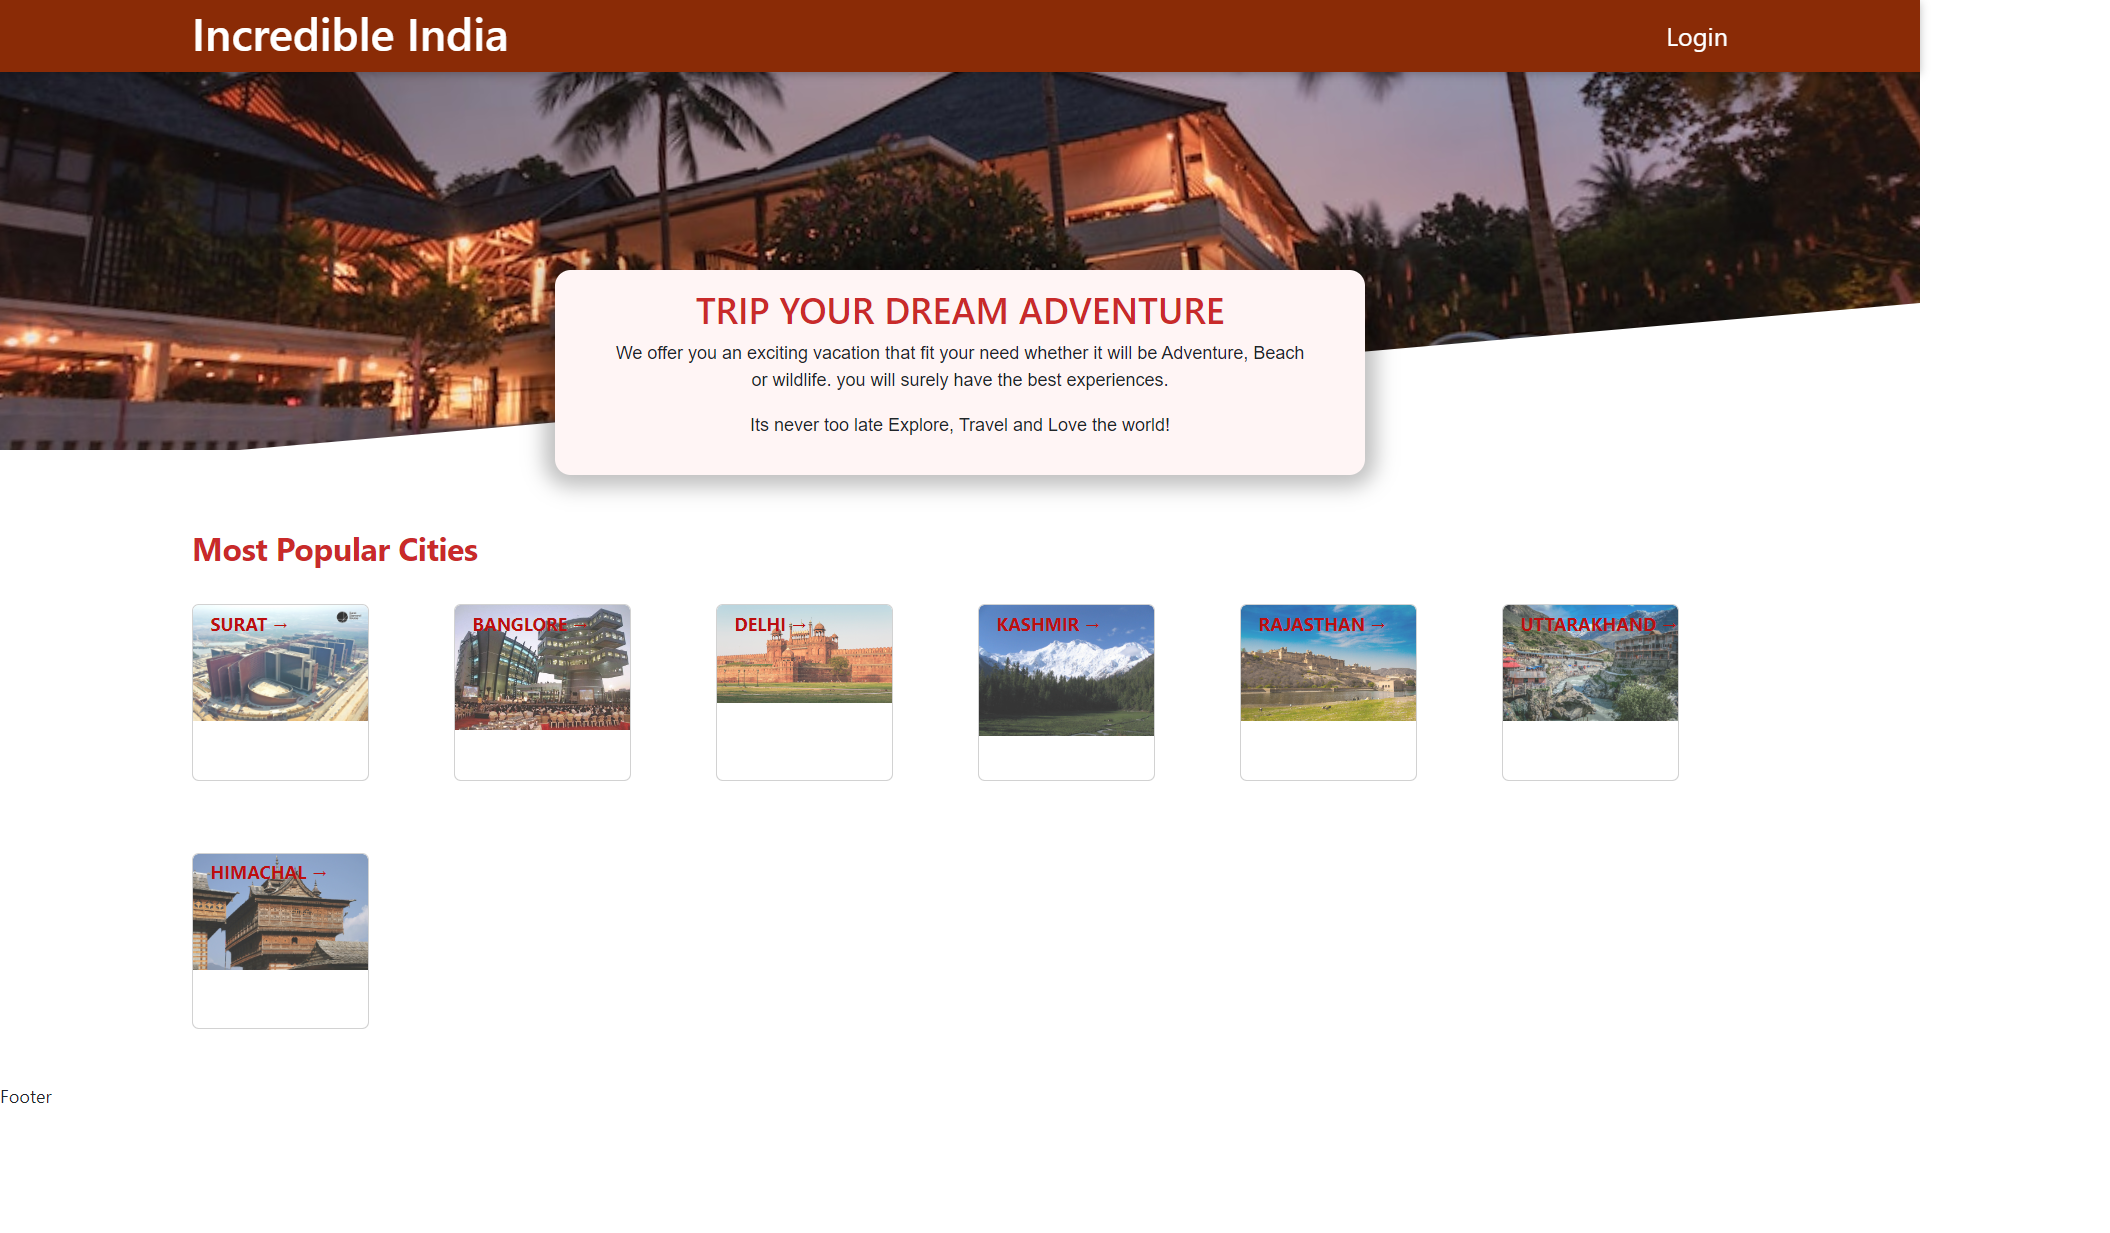 Incredible India
Login
TRIP YOUR DREAM ADVENTURE
We offer you an exciting vacation that fit your need whether it will be Adventure, Beach
or wildlife. you will surely have the best experiences.
Its never too late Explore, Travel and Love the world!
Most Popular Cities
SURAT →
BANGLORE →
DELHI →
KASHMIR →
RAJASTHAN →
UTTARAKHAND →
HIMACHAL →
Footer